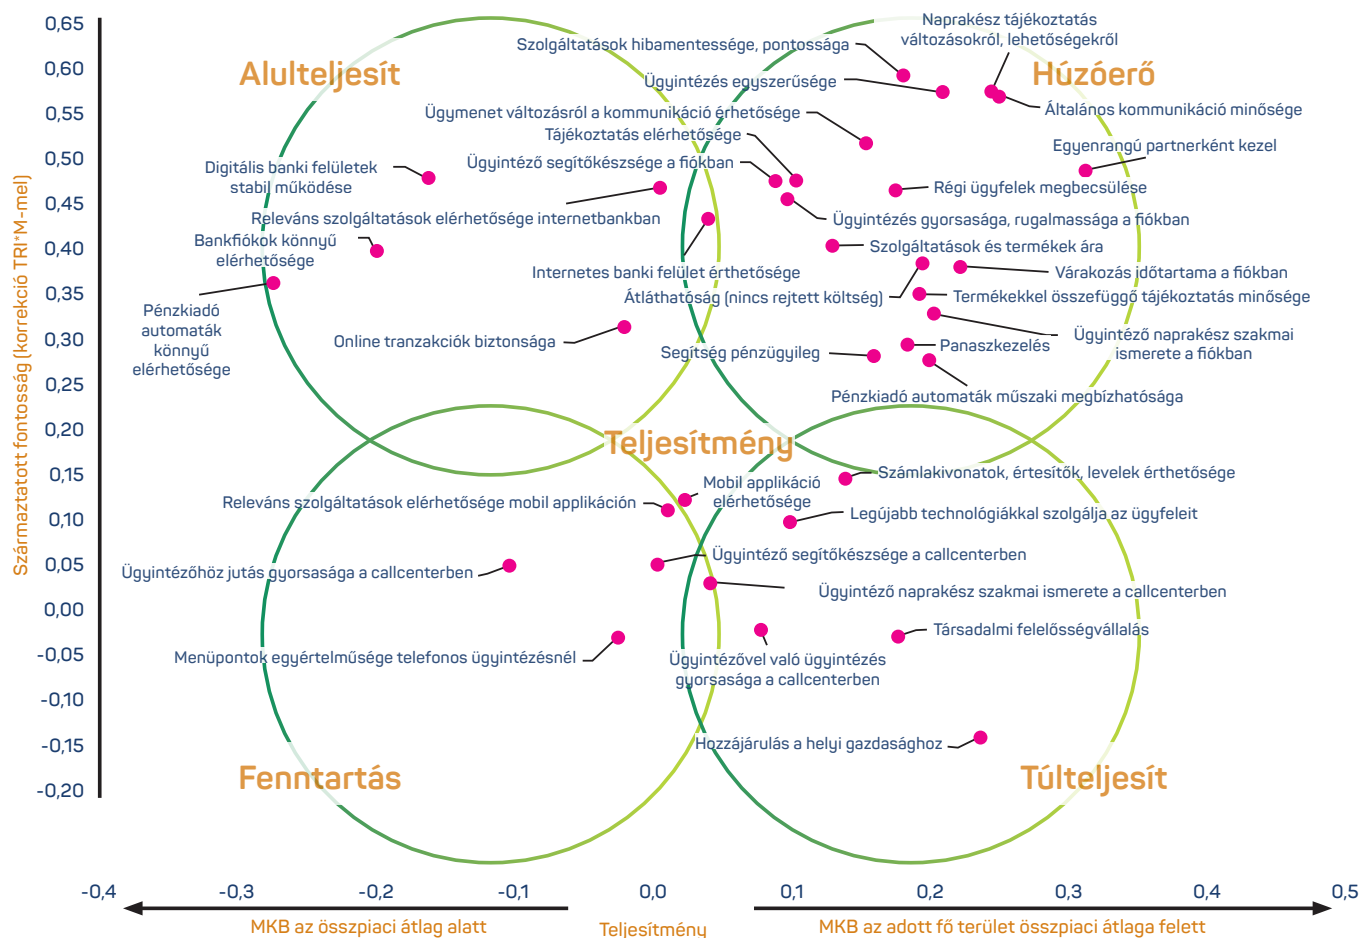 0,65
0,60
0,55
0,50
0,45
0,40
0,35
0,30
0,25
0,20
0,15
0,10
0,05
0,00
-0,05
-0,10
-0,15
-0,20
Származtatott fontosság (korrekció TRI*M-mel)
Alulteljesít
Húzóerő
Naprakész tájékoztatás
változásokról, lehetőségekről
Szolgáltatások hibamentessége, pontossága
Ügyintézés egyszerűsége
Általános kommunikáció minősége
Ügymenet változásról a kommunikáció érhetősége
Tájékoztatás elérhetősége
Egyenrangú partnerként kezel
Ügyintéző segítőkészsége a fiókban
Digitális banki felületek
stabil működése
Régi ügyfelek megbecsülése
Releváns szolgáltatások elérhetősége internetbankban
Ügyintézés gyorsasága, rugalmassága a fiókban
Bankfiókok könnyű
elérhetősége
Szolgáltatások és termékek ára
Internetes banki felület érthetősége
Várakozás időtartama a fiókban
Átláthatóság (nincs rejtett költség)
Termékekkel összefüggő tájékoztatás minősége
Pénzkiadó
automaták
könnyű
elérhetősége
Online tranzakciók biztonsága
Ügyintéző naprakész szakmai
ismerete a fiókban
Segítség pénzügyileg
Panaszkezelés
Pénzkiadó automaták műszaki megbízhatósága
Teljesítmény
Számlakivonatok, értesítők, levelek érthetősége
Mobil applikáció
elérhetősége
Releváns szolgáltatások elérhetősége mobil applikáción
Legújabb technológiákkal szolgálja az ügyfeleit
Ügyintéző segítőkészsége a callcenterben
Ügyintézőhöz jutás gyorsasága a callcenterben
Ügyintéző naprakész szakmai ismerete a callcenterben
Társadalmi felelősségvállalás
Menüpontok egyértelműsége telefonos ügyintézésnél
Ügyintézővel való ügyintézés
gyorsasága a callcenterben
Hozzájárulás a helyi gazdasághoz
Fenntartás
Túlteljesít
-0,4
-0,3
-0,2
-0,1
0,0
0,1
0,2
0,3
0,4
0,5
MKB az összpiaci átlag alatt
Teljesítmény
MKB az adott fő terület összpiaci átlaga felett